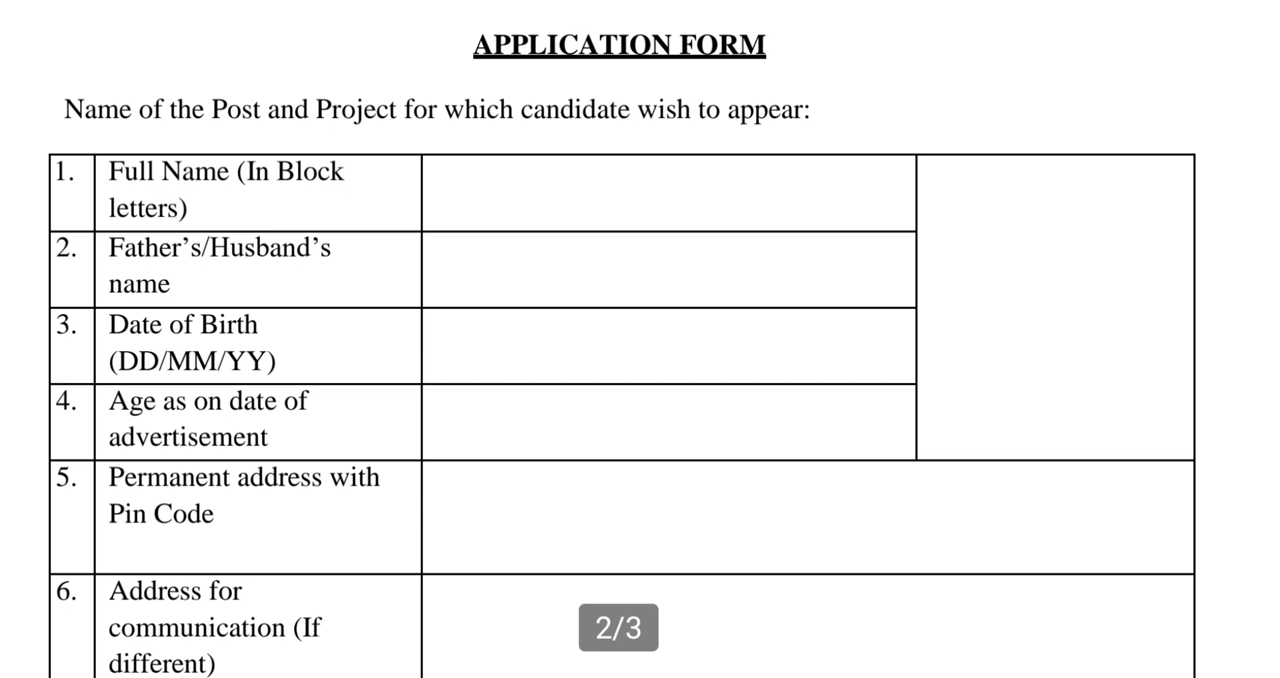 APPLICATION FORM
Name of the Post and Project for which candidate wish to appear:
1. Full Name (In Block
letters)
2. Father’s/Husband’s
name
3. Date of Birth
(DD/MM/YY)
4. Age as on date of
advertisement
5. Permanent address with
Pin Code
6. Address for
communication (If
different)
2/3